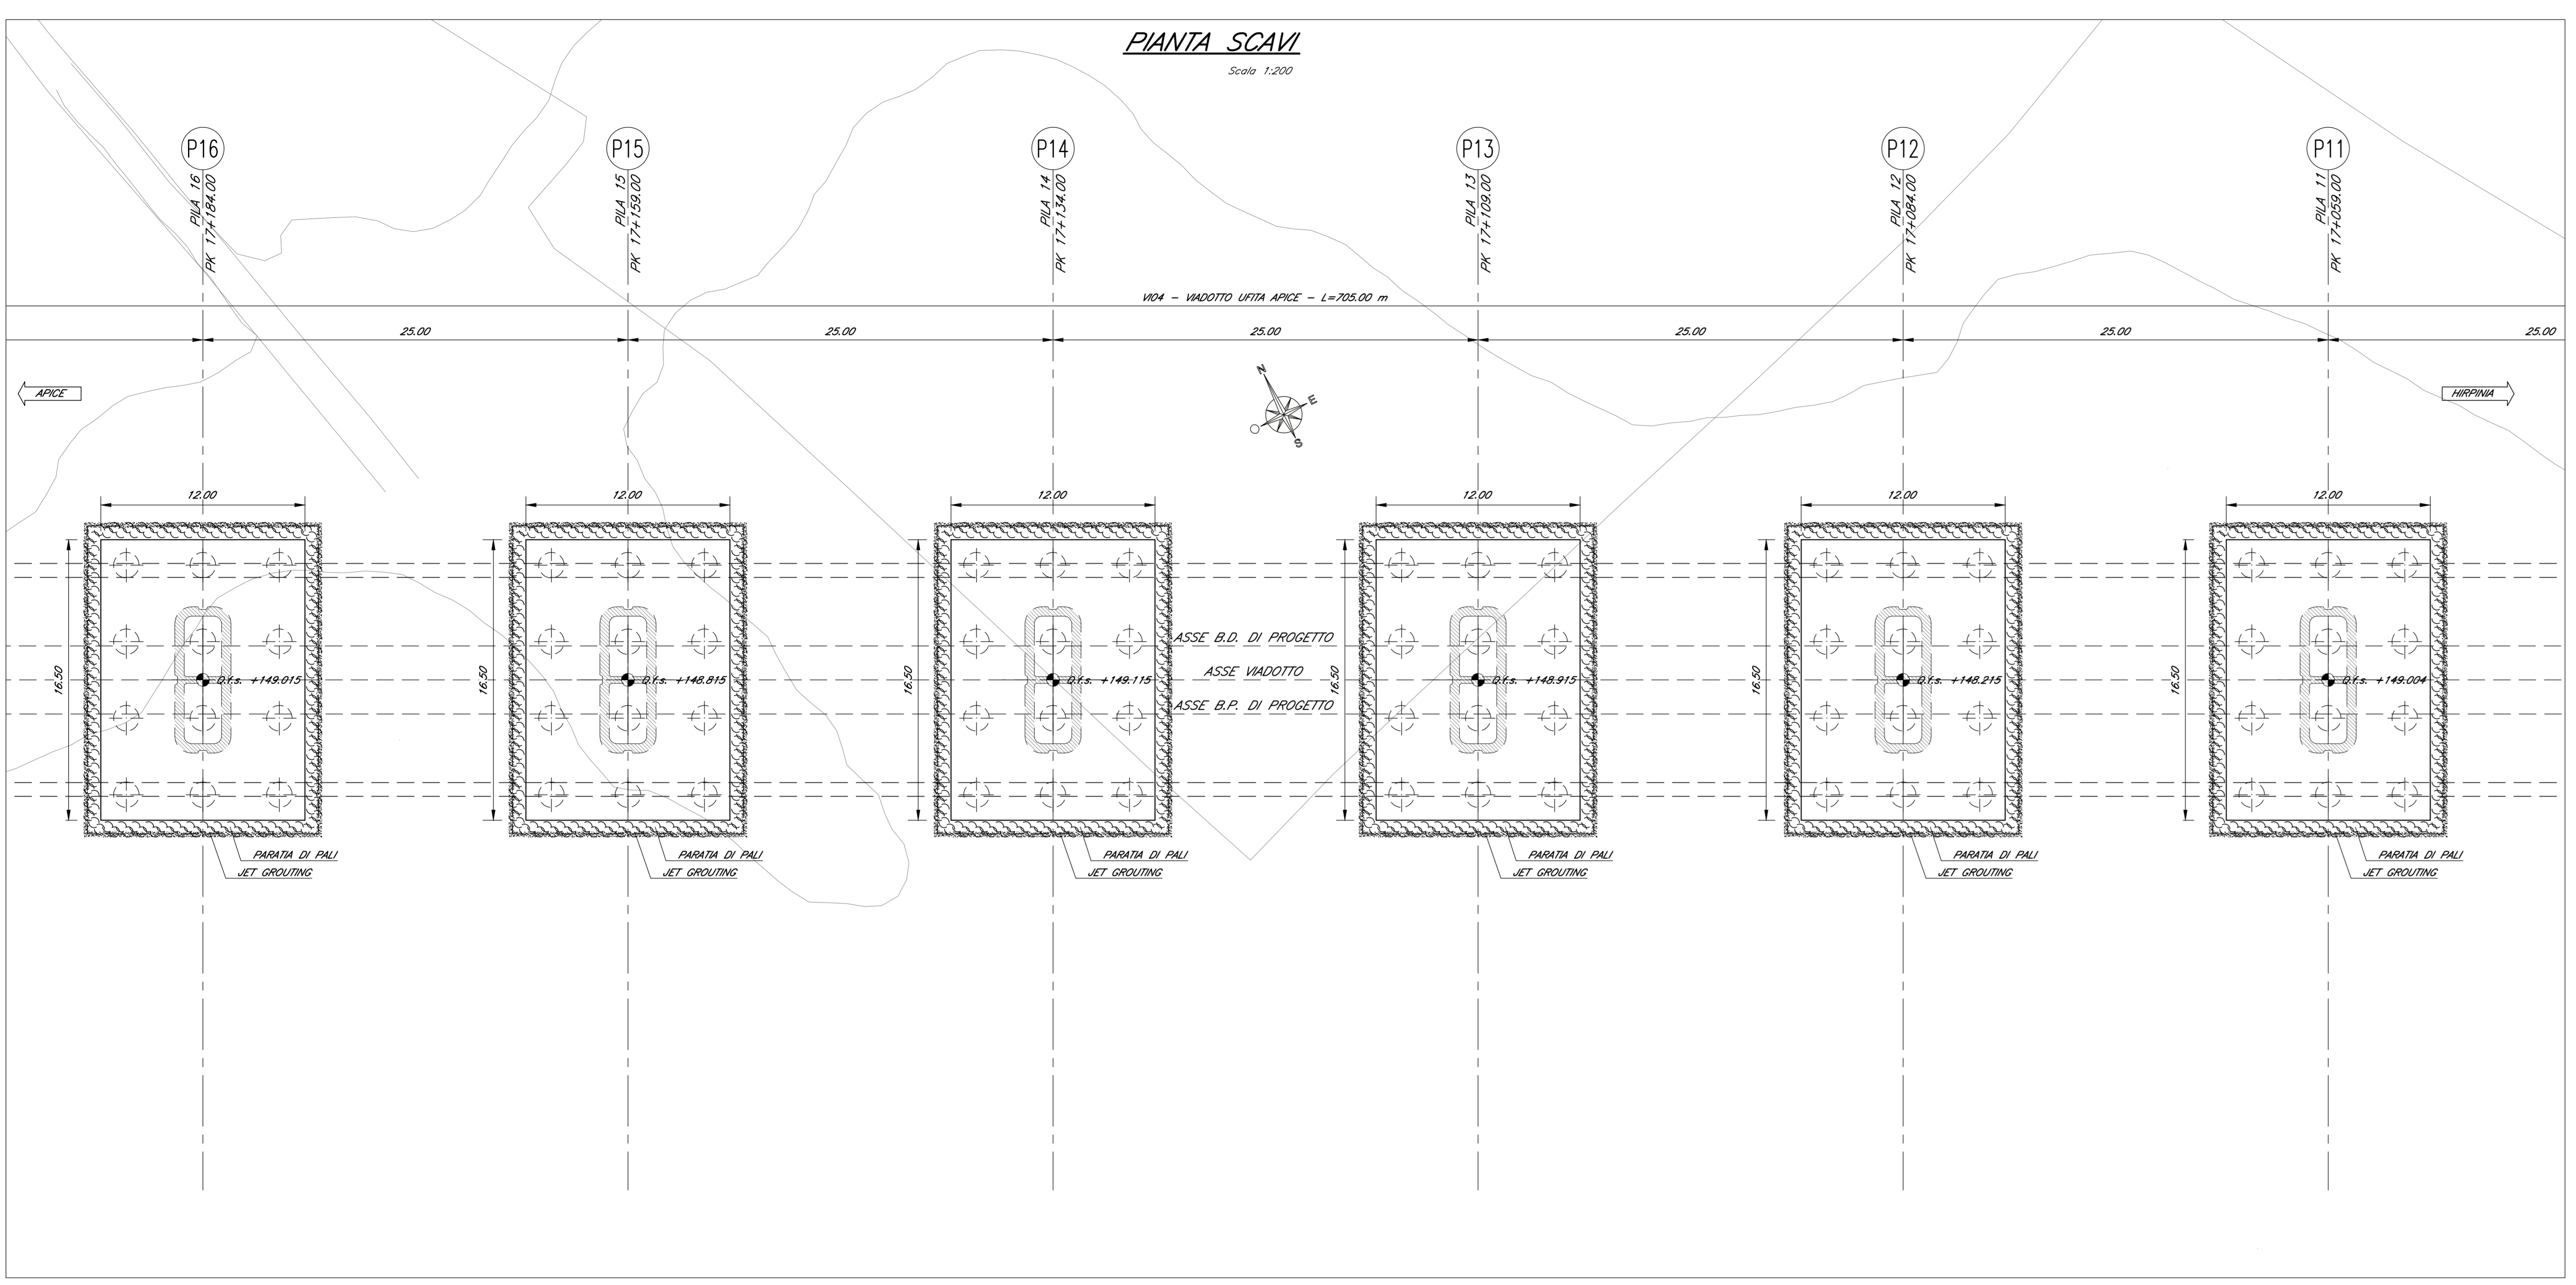 PIANTA SCAVI
Scala 1:200
P16
P15
P14
P13
P12
P11
PILA 16
PK 17+184.00
PILA 15
PK 17+159.00
PILA 14
PK 17+134.00
PILA 13
PK 17+109.00
PILA 12
PK 17+084.00
PILA 11
PK 17+059.00
VI04 - VIADOTTO UFITA APICE - L=705.00 m
25.00
25.00
25.00
25.00
25.00
25.00
APICE
N
E
S
O
HIRPINIA
12.00
12.00
12.00
12.00
12.00
12.00
16.50
16.50
16.50
16.50
16.50
16.50
ASSE B.D. DI PROGETTO
ASSE VIADOTTO
ASSE B.P. DI PROGETTO
Q.f.s. +149.015
Q.f.s. +148.815
Q.f.s. +149.115
Q.f.s. +148.915
Q.f.s. +148.215
Q.f.s. +149.004
PARATIA DI PALI
JET GROUTING
PARATIA DI PALI
JET GROUTING
PARATIA DI PALI
JET GROUTING
PARATIA DI PALI
JET GROUTING
PARATIA DI PALI
JET GROUTING
PARATIA DI PALI
JET GROUTING